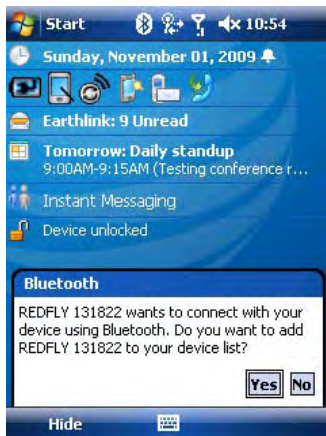 Start 10:54
Sunday, November 01, 2009
Earthlink: 9 Unread
Tomorrow: Daily standup
9:00AM-9:15AM (Testing conference r...
Instant Messaging
Device unlocked
Bluetooth
REDFLY 131822 wants to connect with your
device using Bluetooth. Do you want to add
REDFLY 131822 to your device list?
Yes No
Hide